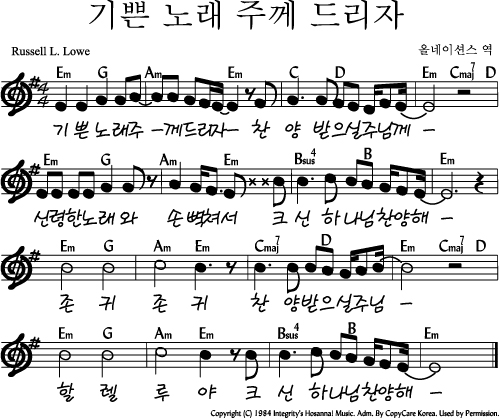 기쁜 노래 주께 드리자
Russell L. Lowe 올네이션스 역
Em G Am Em C D Em Cmaj7 D
기 쁜 노래주 -께드리자- 찬 양 받으실주님께 -
Em G Am Em Bsus4 B Em
신령한노래 와 손뼉쳐서 크 신 하나님찬양해 -
Em G Am Em Cmaj7 D Em Cmaj7 D
존 귀 존 귀 찬 양받으실주님 -
Em G Am Em Bsus4 B Em
할 렐 루 야 크 신 하나님찬양해 -
Copyright (C) 1984 Integrity's Hosanna! Music. Adm. By CopyCare Korea. Used by Permission.